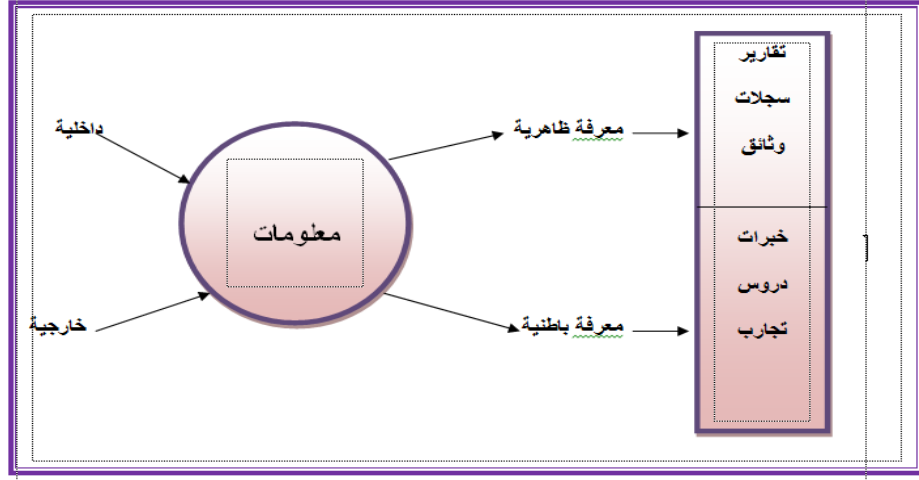 تقارير
سجلات
وثائق
داخلية
معرفة ظاهرية
معلومات
خبرات
دروس
تجارب
معرفة باطنية
خارجية